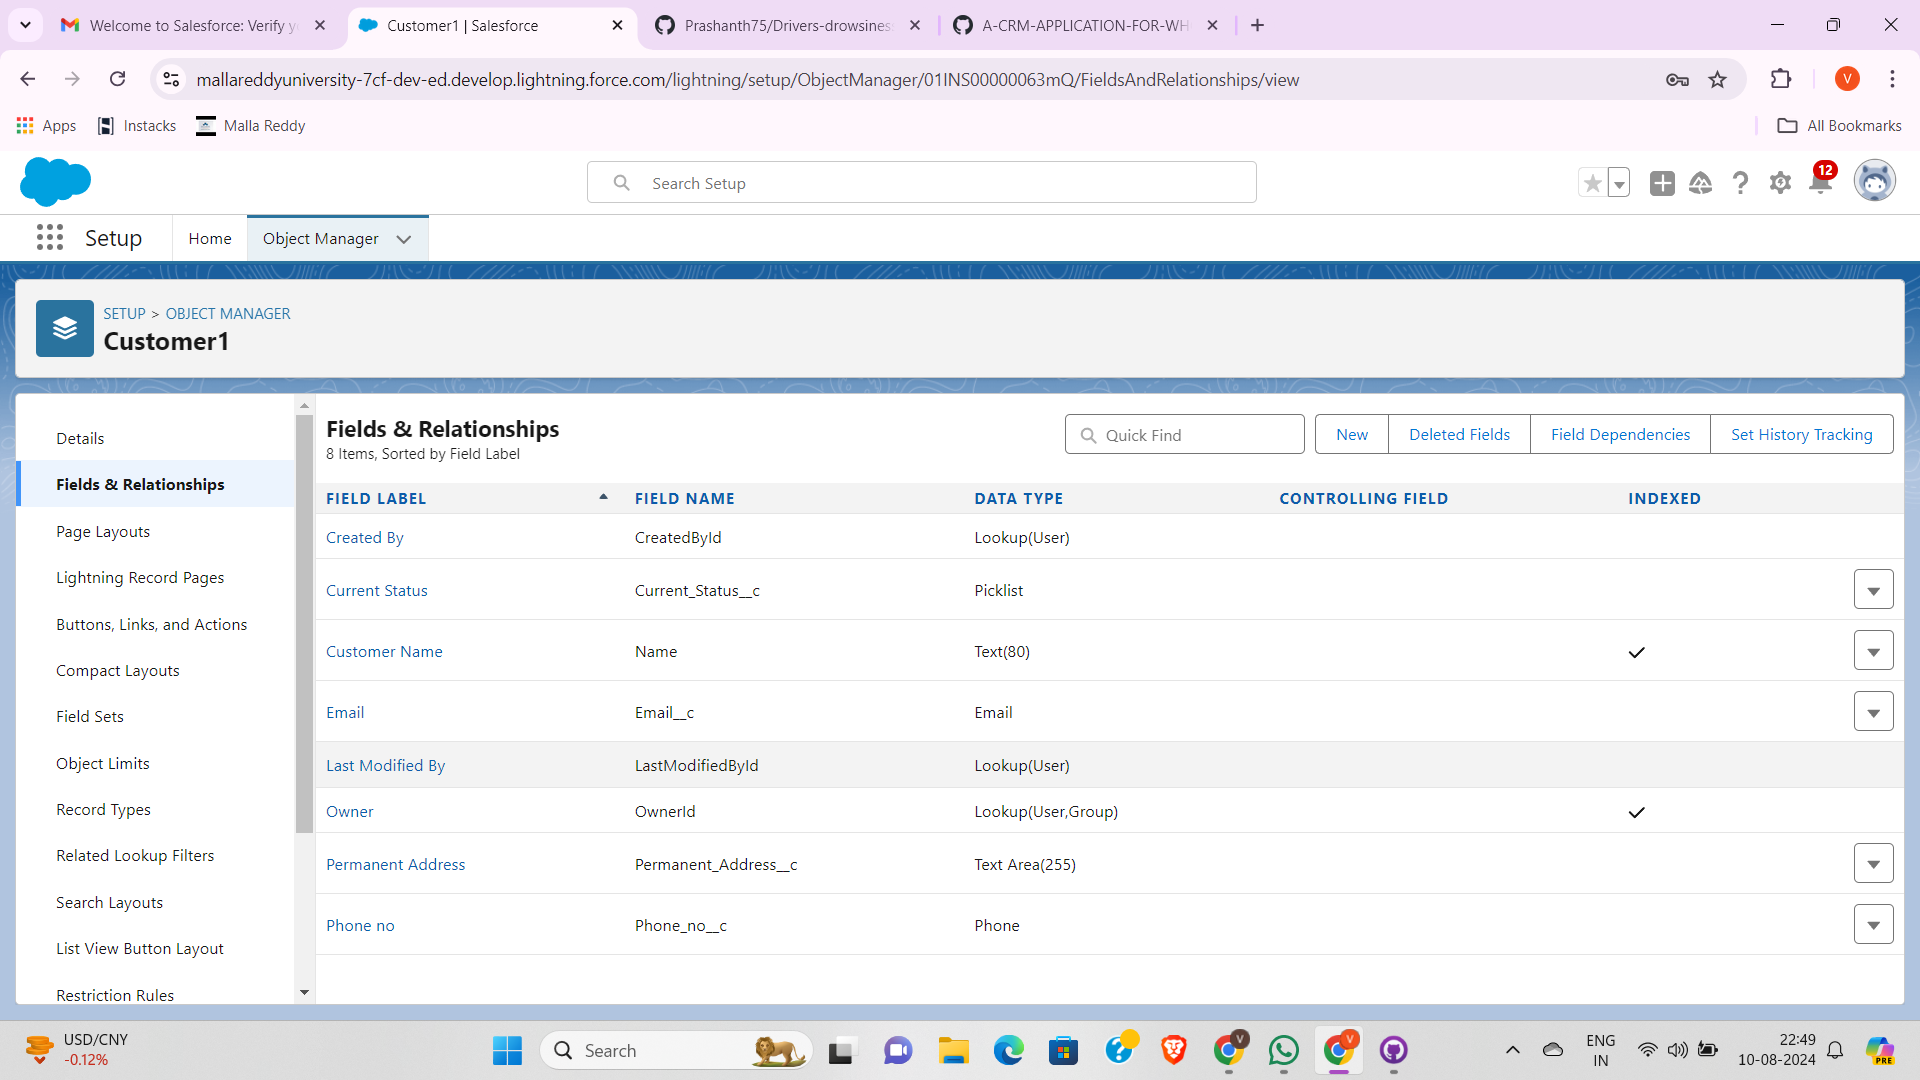 Welcome to Salesforce: Verify y
Customer1 | Salesforce
Prashanth75/Drivers-drowsines
A-CRM-APPLICATION-FOR-WH
mallareddyuniversity-7cf-dev-ed.develop.lightning.force.com/lightning/setup/ObjectManager/01INS00000063mQ/FieldsAndRelationships/view
V
Apps
Instacks
Malla Reddy
All Bookmarks
Search Setup
12
Setup
Home
Object Manager
SETUP > OBJECT MANAGER
Customer1
Details
Fields & Relationships
Page Layouts
Lightning Record Pages
Buttons, Links, and Actions
Compact Layouts
Field Sets
Object Limits
Record Types
Related Lookup Filters
Search Layouts
List View Button Layout
Restriction Rules
Fields & Relationships
8 Items, Sorted by Field Label
Quick Find
New
Deleted Fields
Field Dependencies
Set History Tracking
FIELD LABEL FIELD NAME DATA TYPE CONTROLLING FIELD INDEXED
Created By CreatedById Lookup(User)
Current Status Current_Status__c Picklist
Customer Name Name Text(80)
Email Email__c Email
Last Modified By LastModifiedById Lookup(User)
Owner OwnerId Lookup(User,Group)
Permanent Address Permanent_Address__c Text Area(255)
Phone no Phone_no__c Phone
USD/CNY
-0.12%
Search
V
V
ENG
IN
22:49
10-08-2024
PRE